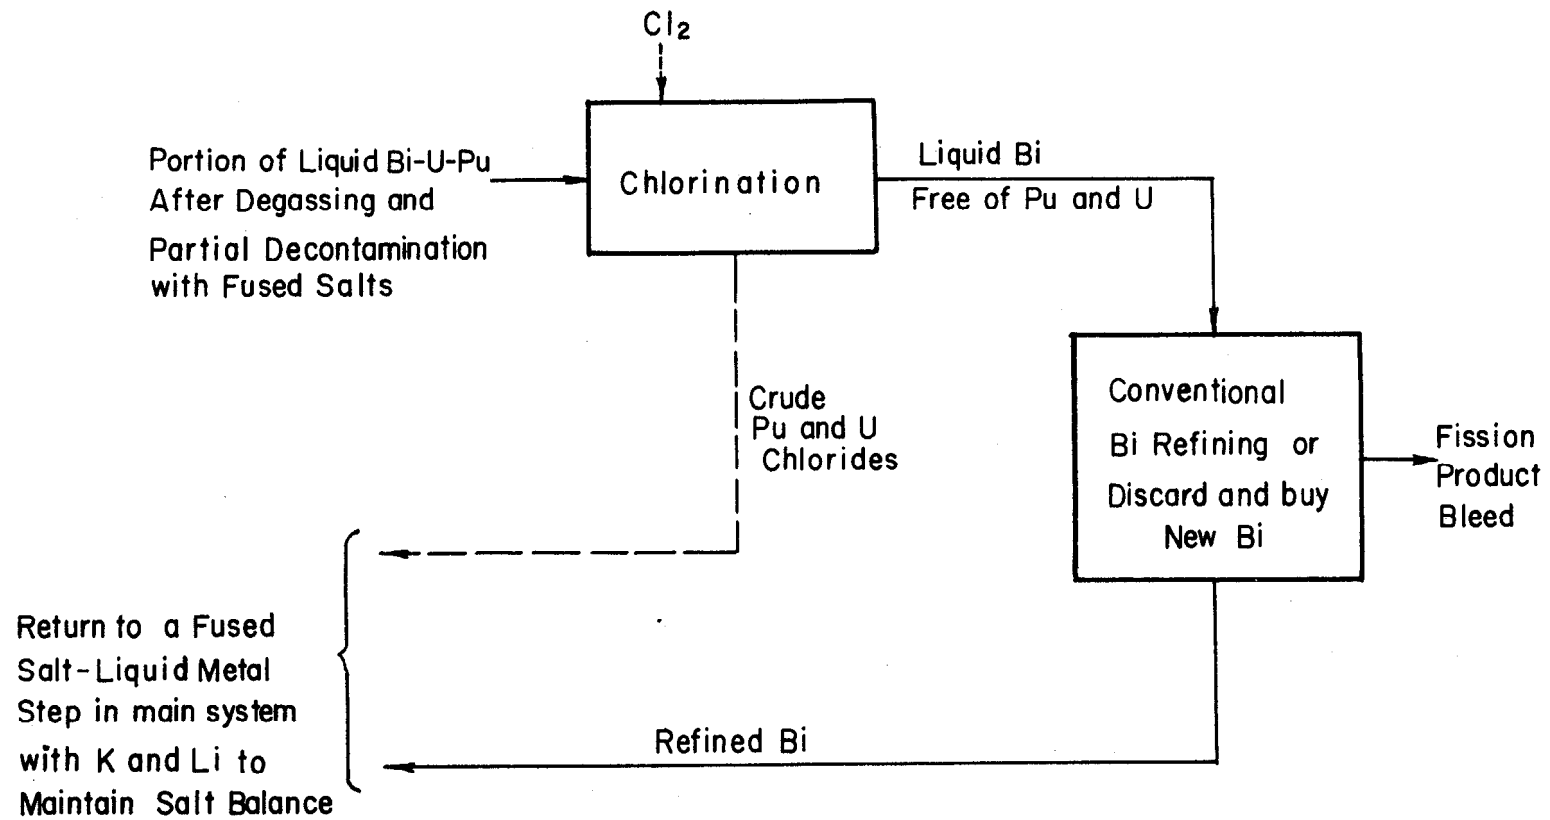 Cl2
Portion of Liquid Bi-U-Pu
After Degassing and
Partial Decontamination
with Fused Salts
Chlorination
Liquid Bi
Free of Pu and U
Crude
Pu and U
Chlorides
Conventional
Bi Refining or
Discard and buy
New Bi
Fission
Product
Bleed
Return to a Fused
Salt-Liquid Metal
Step in main system
with K and Li to
Maintain Salt Balance
Refined Bi